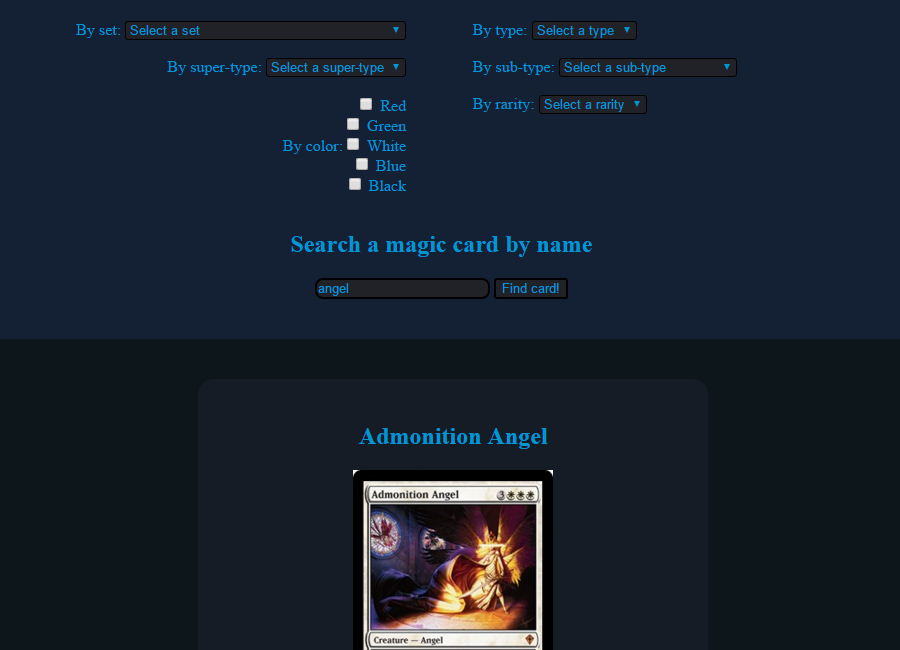 By set: Select a set
By type: Select a type
By super-type: Select a super-type
By sub-type: Select a sub-type
By color:
Red
Green
White
Blue
Black
By rarity: Select a rarity
Search a magic card by name
angel
Find card!
Admonition Angel
Admonition Angel 3
Creature — Angel